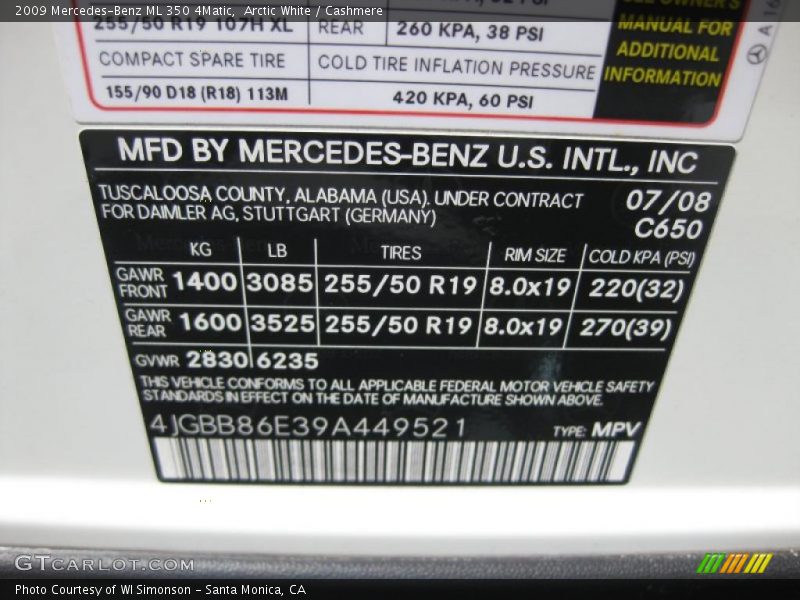 2009 Mercedes-Benz ML 350 4Matic, Arctic White / Cashmere
255/50 R19 107H XL REAR 260 KPA, 38 PSI
COMPACT SPARE TIRE COLD TIRE INFLATION PRESSURE
155/90 D18 (R18) 113M 420 KPA, 60 PSI
MANUAL FOR
ADDITIONAL
INFORMATION
MFD BY MERCEDES-BENZ U.S. INTL., INC
TUSCALOOSA COUNTY, ALABAMA (USA). UNDER CONTRACT
FOR DAIMLER AG, STUTTGART (GERMANY)
07/08
C650
KG LB TIRES RIM SIZE COLD KPA (PSI)
GAWR FRONT 1400 3085 255/50 R19 8.0x19 220(32)
GAWR REAR 1600 3525 255/50 R19 8.0x19 270(39)
GVWR 2830 6235
THIS VEHICLE CONFORMS TO ALL APPLICABLE FEDERAL MOTOR VEHICLE SAFETY
STANDARDS IN EFFECT ON THE DATE OF MANUFACTURE SHOWN ABOVE.
4JGBB86E39A449521 TYPE: MPV
GTCARLOT.COM
Photo Courtesy of WI Simonson - Santa Monica, CA